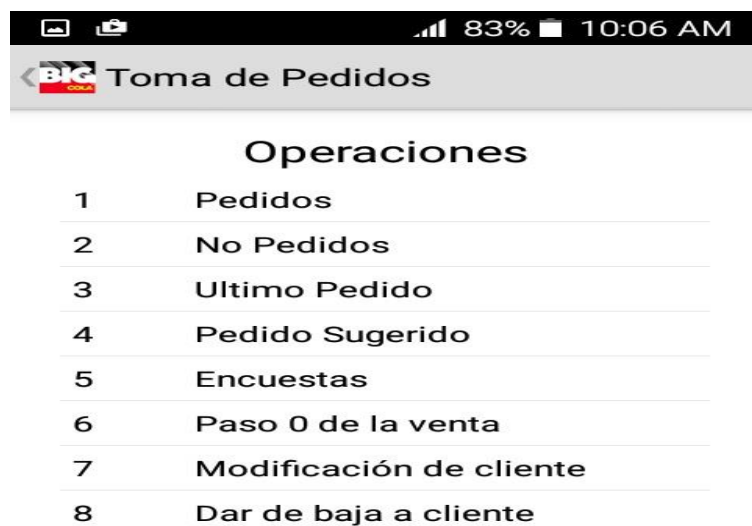 83% 10:06 AM
BIG COLA Toma de Pedidos
Operaciones
1 Pedidos
2 No Pedidos
3 Ultimo Pedido
4 Pedido Sugerido
5 Encuestas
6 Paso 0 de la venta
7 Modificación de cliente
8 Dar de baja a cliente